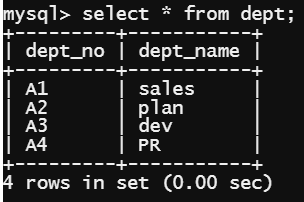 mysql> select * from dept;
+---------+-----------+
| dept_no | dept_name |
+---------+-----------+
| A1      | sales     |
| A2      | plan      |
| A3      | dev       |
| A4      | PR        |
+---------+-----------+
4 rows in set (0.00 sec)